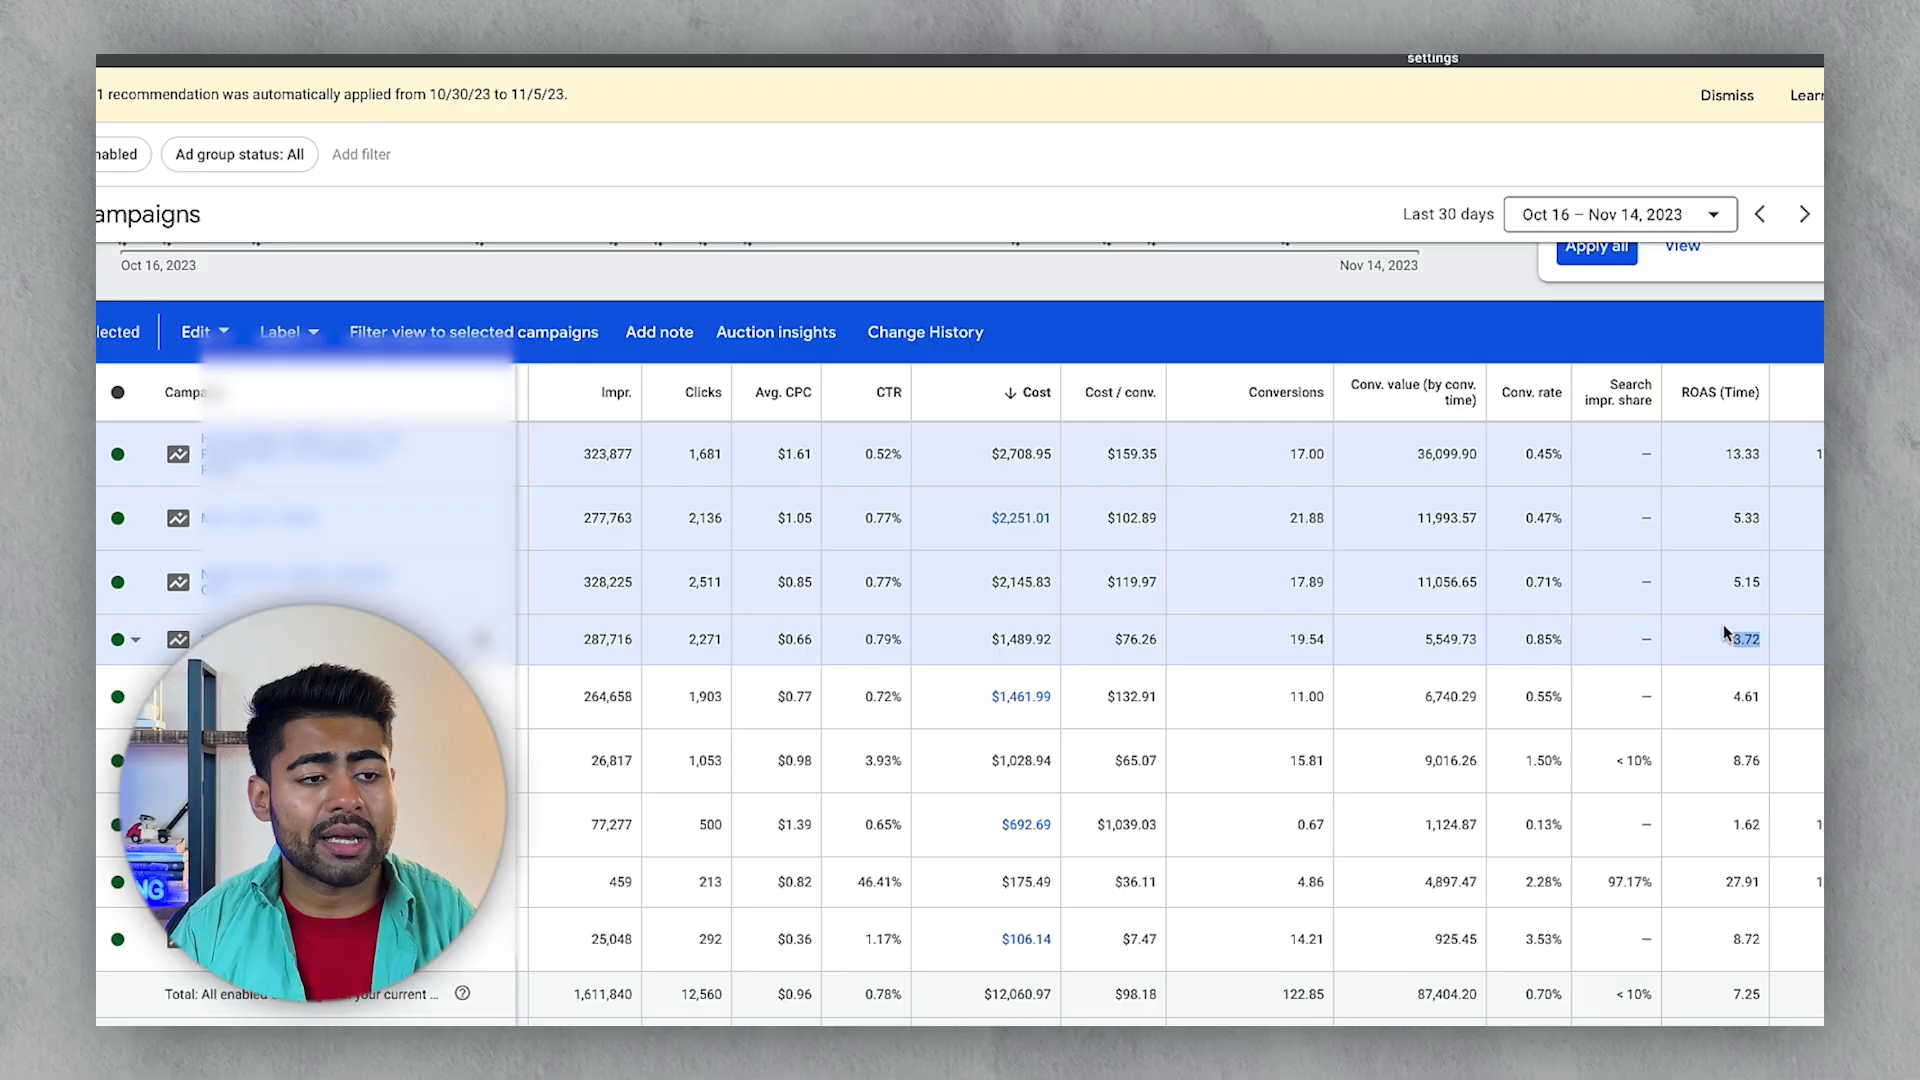 settings
1 recommendation was automatically applied from 10/30/23 to 11/5/23. Dismiss Lear
nabled Ad group status: All Add filter
ampaigns Last 30 days Oct 16 – Nov 14, 2023
Apply all View
Oct 16, 2023 Nov 14, 2023
lected Edit Label Filter view to selected campaigns Add note Auction insights Change History
Campa Impr. Clicks Avg. CPC CTR Cost Cost / conv. Conversions Conv. value (by conv. time) Conv. rate Search impr. share ROAS (Time)
323,877 1,681 $1.61 0.52% $2,708.95 $159.35 17.00 36,099.90 0.45% — 13.33 1
277,763 2,136 $1.05 0.77% $2,251.01 $102.89 21.88 11,993.57 0.47% — 5.33
328,225 2,511 $0.85 0.77% $2,145.83 $119.97 17.89 11,056.65 0.71% — 5.15
287,716 2,271 $0.66 0.79% $1,489.92 $76.26 19.54 5,549.73 0.85% — 3.72
264,658 1,903 $0.77 0.72% $1,461.99 $132.91 11.00 6,740.29 0.55% — 4.61
26,817 1,053 $0.98 3.93% $1,028.94 $65.07 15.81 9,016.26 1.50% < 10% 8.76
77,277 500 $1.39 0.65% $692.69 $1,039.03 0.67 1,124.87 0.13% — 1.62 1
459 213 $0.82 46.41% $175.49 $36.11 4.86 4,897.47 2.28% 97.17% 27.91 1
NG
25,048 292 $0.36 1.17% $106.14 $7.47 14.21 925.45 3.53% — 8.72
Total: All enabled your current ... 1,611,840 12,560 $0.96 0.78% $12,060.97 $98.18 122.85 87,404.20 0.70% < 10% 7.25